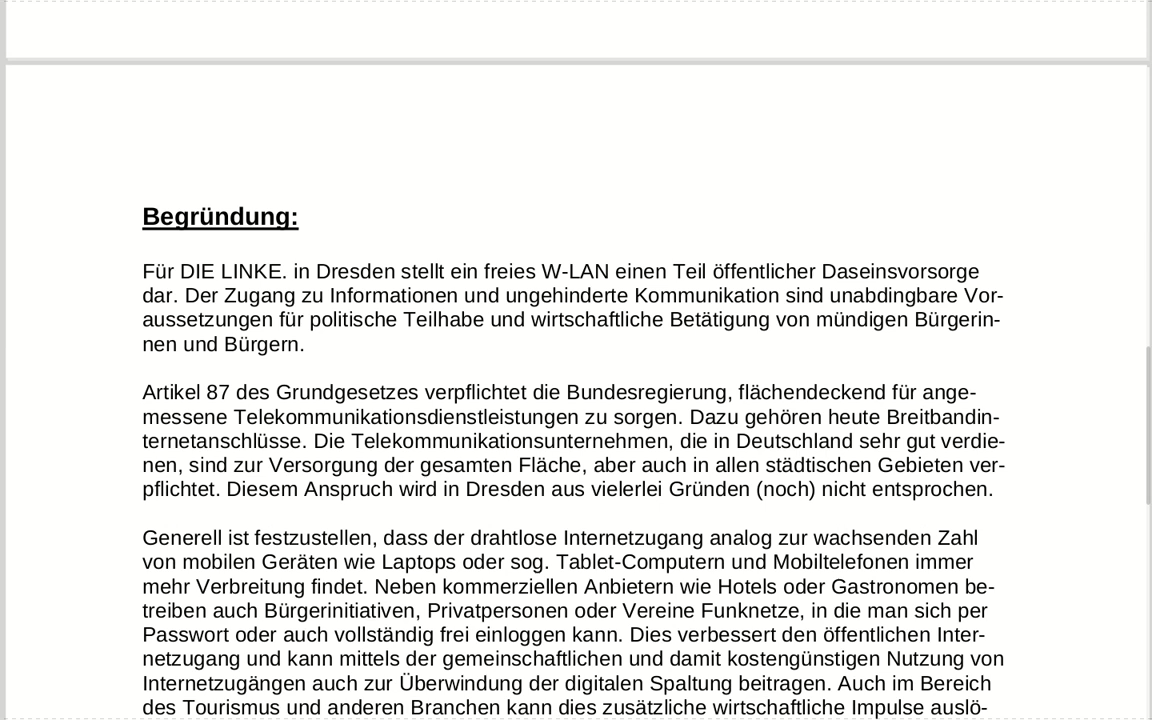 Begründung:
Für DIE LINKE. in Dresden stellt ein freies W-LAN einen Teil öffentlicher Daseinsvorsorge
dar. Der Zugang zu Informationen und ungehinderte Kommunikation sind unabdingbare Vor-
aussetzungen für politische Teilhabe und wirtschaftliche Betätigung von mündigen Bürgerin-
nen und Bürgern.
Artikel 87 des Grundgesetzes verpflichtet die Bundesregierung, flächendeckend für ange-
messene Telekommunikationsdienstleistungen zu sorgen. Dazu gehören heute Breitbandin-
ternetanschlüsse. Die Telekommunikationsunternehmen, die in Deutschland sehr gut verdie-
nen, sind zur Versorgung der gesamten Fläche, aber auch in allen städtischen Gebieten ver-
pflichtet. Diesem Anspruch wird in Dresden aus vielerlei Gründen (noch) nicht entsprochen.
Generell ist festzustellen, dass der drahtlose Internetzugang analog zur wachsenden Zahl
von mobilen Geräten wie Laptops oder sog. Tablet-Computern und Mobiltelefonen immer
mehr Verbreitung findet. Neben kommerziellen Anbietern wie Hotels oder Gastronomen be-
treiben auch Bürgerinitiativen, Privatpersonen oder Vereine Funknetze, in die man sich per
Passwort oder auch vollständig frei einloggen kann. Dies verbessert den öffentlichen Inter-
netzugang und kann mittels der gemeinschaftlichen und damit kostengünstigen Nutzung von
Internetzugängen auch zur Überwindung der digitalen Spaltung beitragen. Auch im Bereich
des Tourismus und anderen Branchen kann dies zusätzliche wirtschaftliche Impulse auslö-